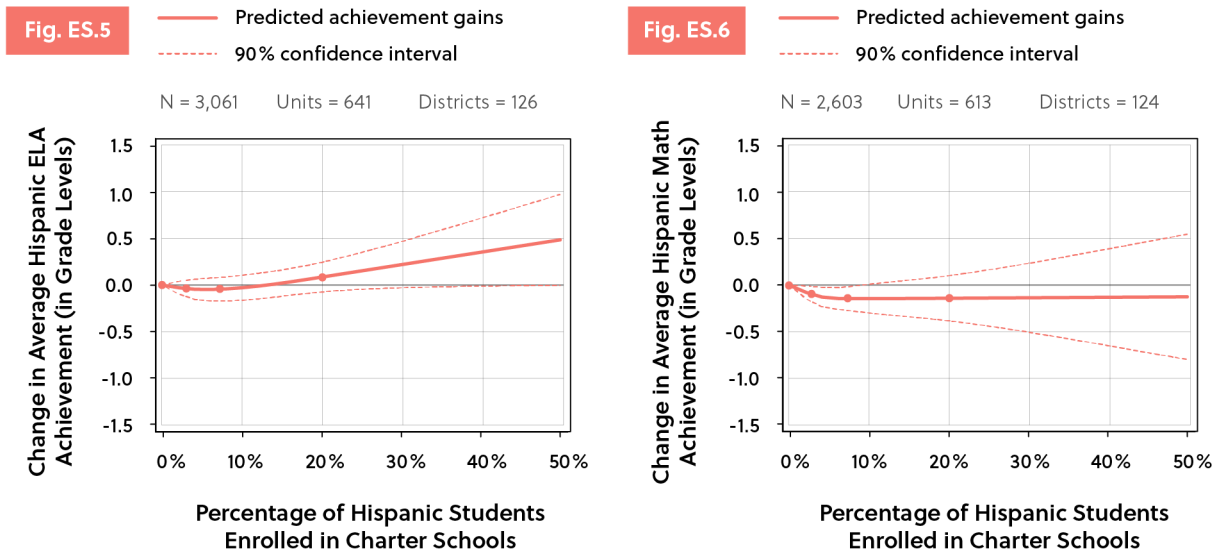 Fig. ES.5
Predicted achievement gains
90% confidence interval
N = 3,061 Units = 641 Districts = 126
Change in Average Hispanic ELA
Achievement (in Grade Levels)
1.5
1.0
0.5
0.0
-0.5
-1.0
-1.5
0% 10% 20% 30% 40% 50%
Percentage of Hispanic Students
Enrolled in Charter Schools
Fig. ES.6
Predicted achievement gains
90% confidence interval
N = 2,603 Units = 613 Districts = 124
Change in Average Hispanic Math
Achievement (in Grade Levels)
1.5
1.0
0.5
0.0
-0.5
-1.0
-1.5
0% 10% 20% 30% 40% 50%
Percentage of Hispanic Students
Enrolled in Charter Schools